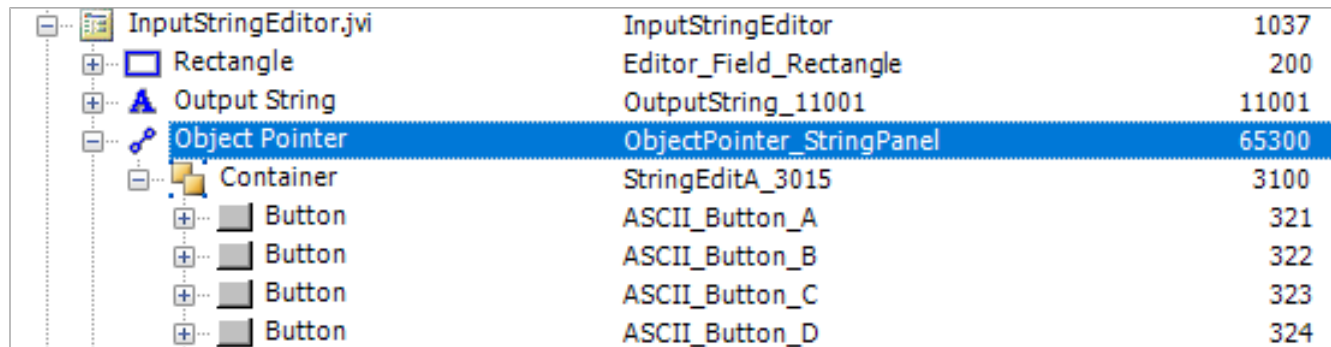 InputStringEditor.jvi InputStringEditor 1037
Rectangle Editor_Field_Rectangle 200
Output String OutputString_11001 11001
Object Pointer ObjectPointer_StringPanel 65300
Container StringEditA_3015 3100
Button ASCII_Button_A 321
Button ASCII_Button_B 322
Button ASCII_Button_C 323
Button ASCII_Button_D 324